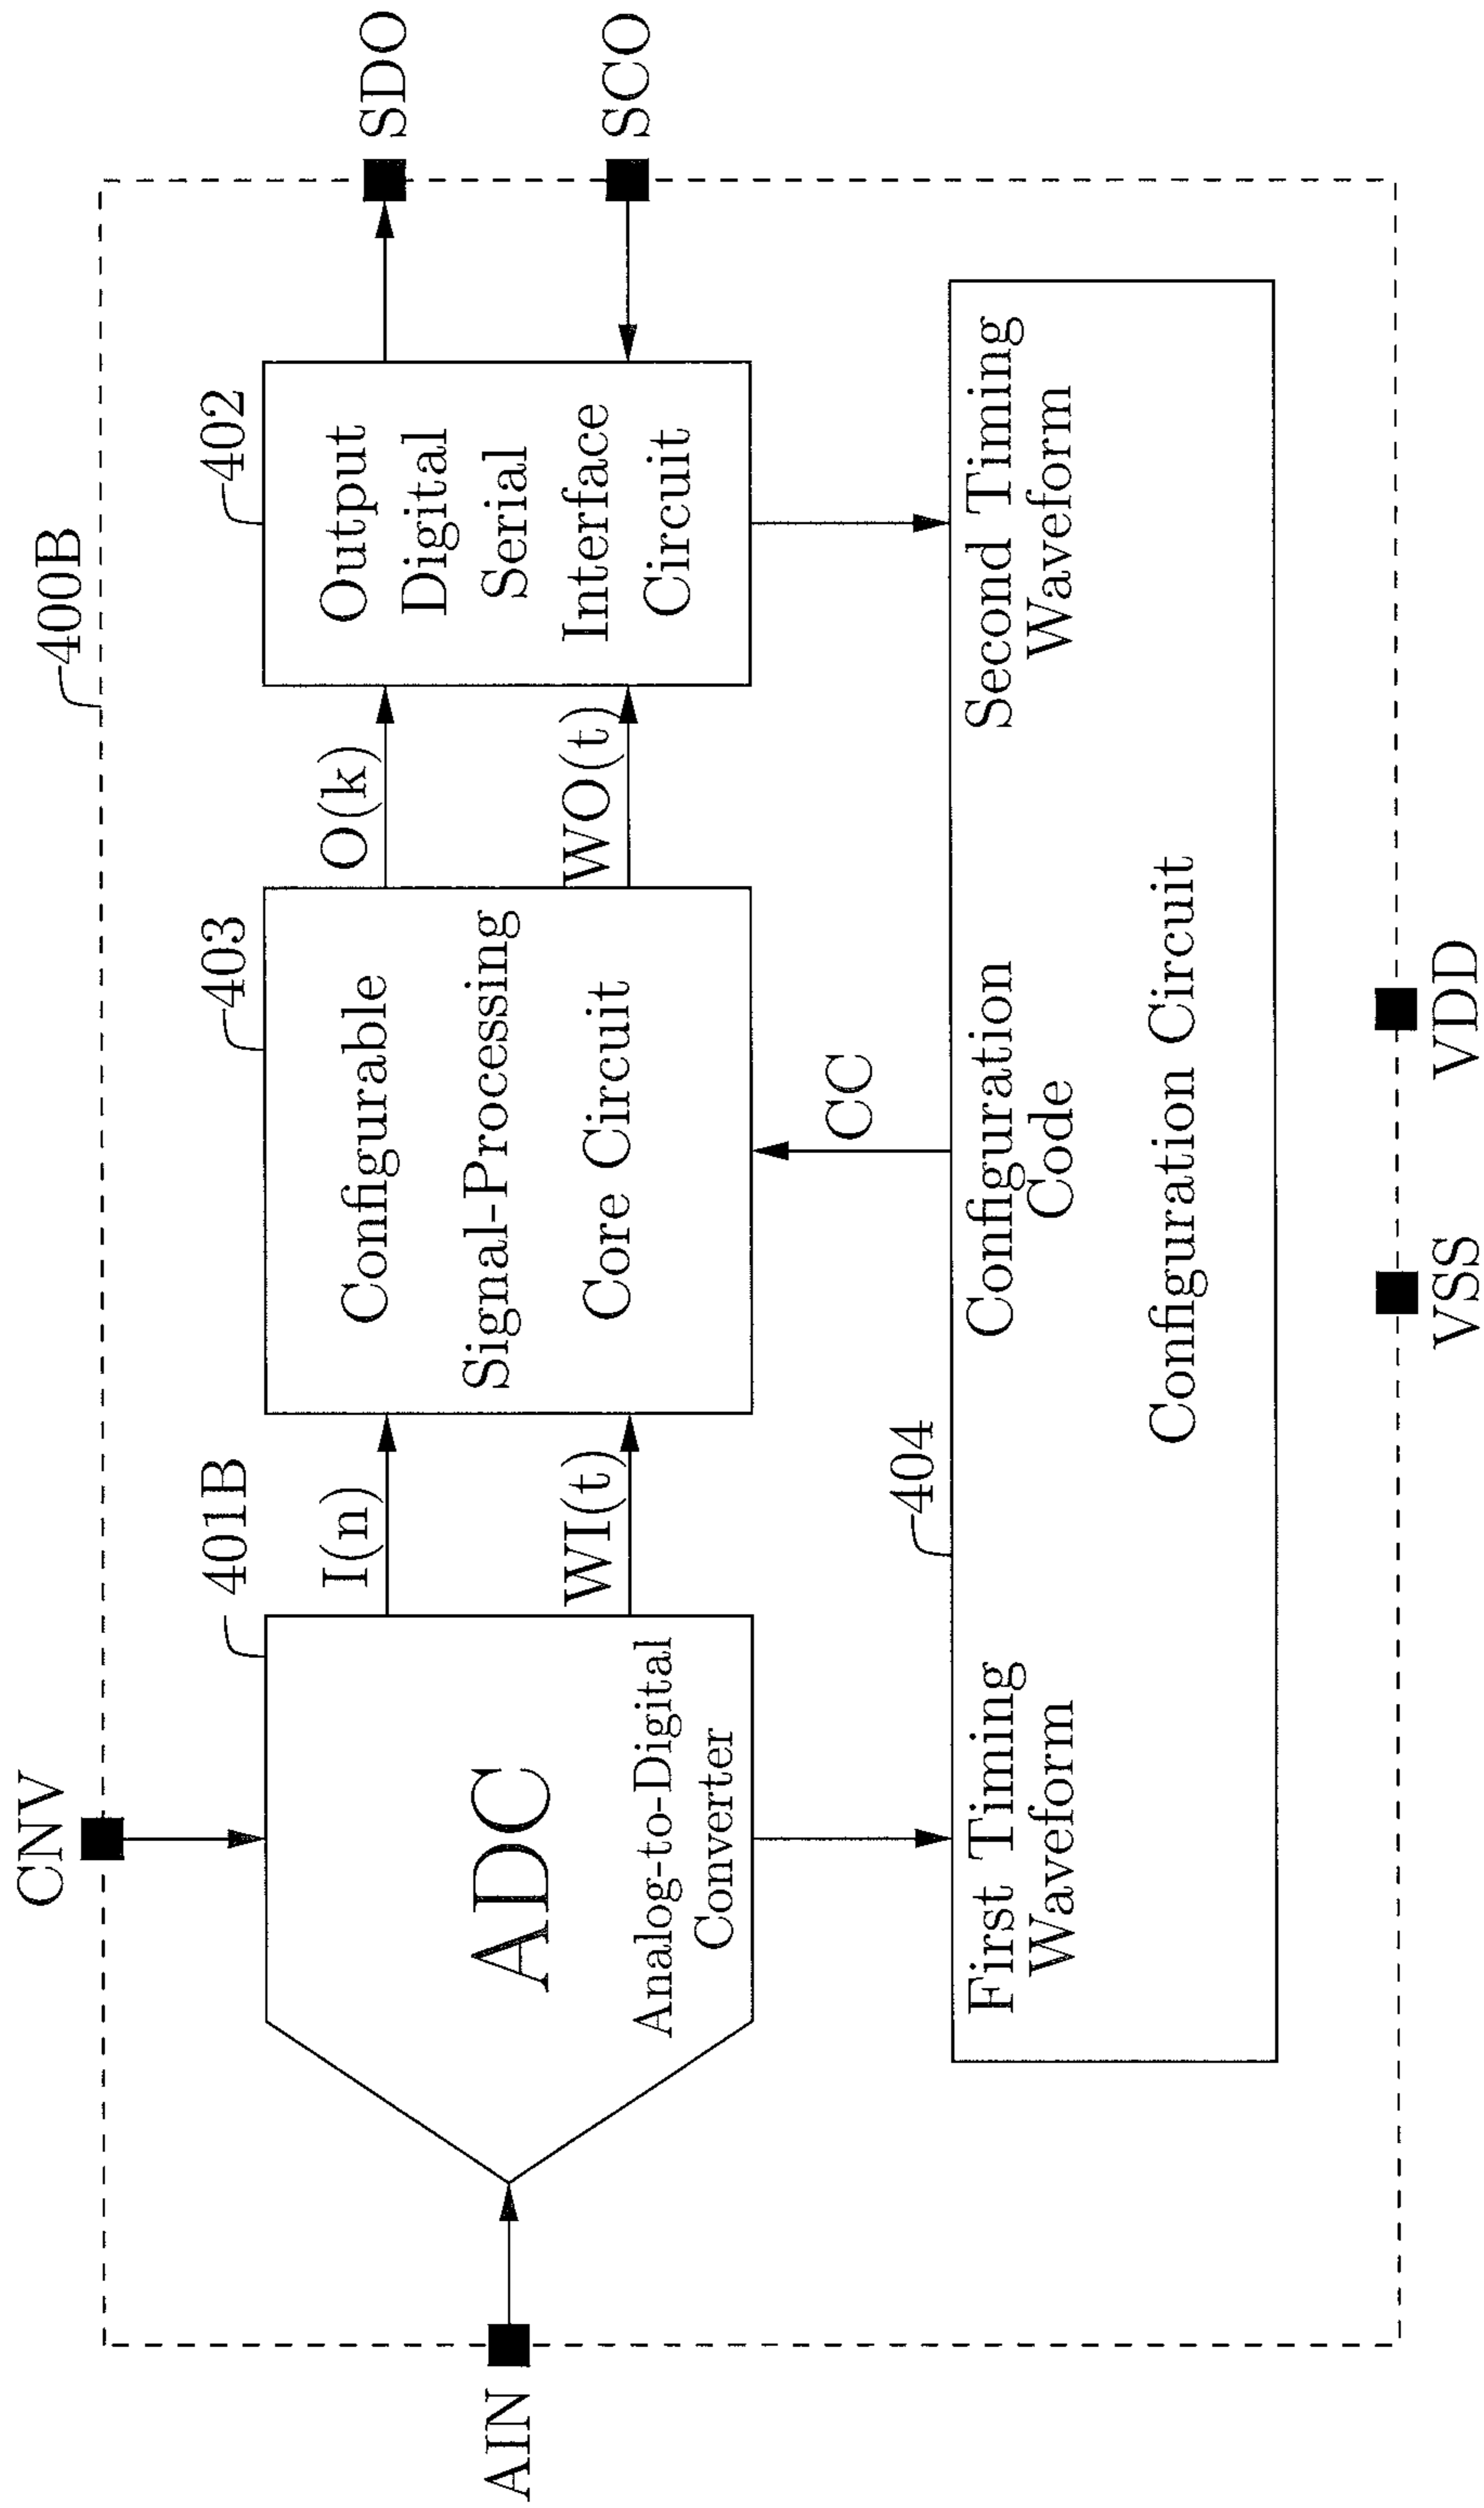 400B
CNV
401B
403
402
AIN
ADC
Analog-to-Digital
Converter
I(n)
WI(t)
Configurable
Signal-Processing
Core Circuit
O(k)
WO(t)
Output
Digital
Serial
Interface
Circuit
SDO
SCO
CC
404
First Timing
Waveform
Configuration
Code
Second Timing
Waveform
Configuration Circuit
VSS
VDD